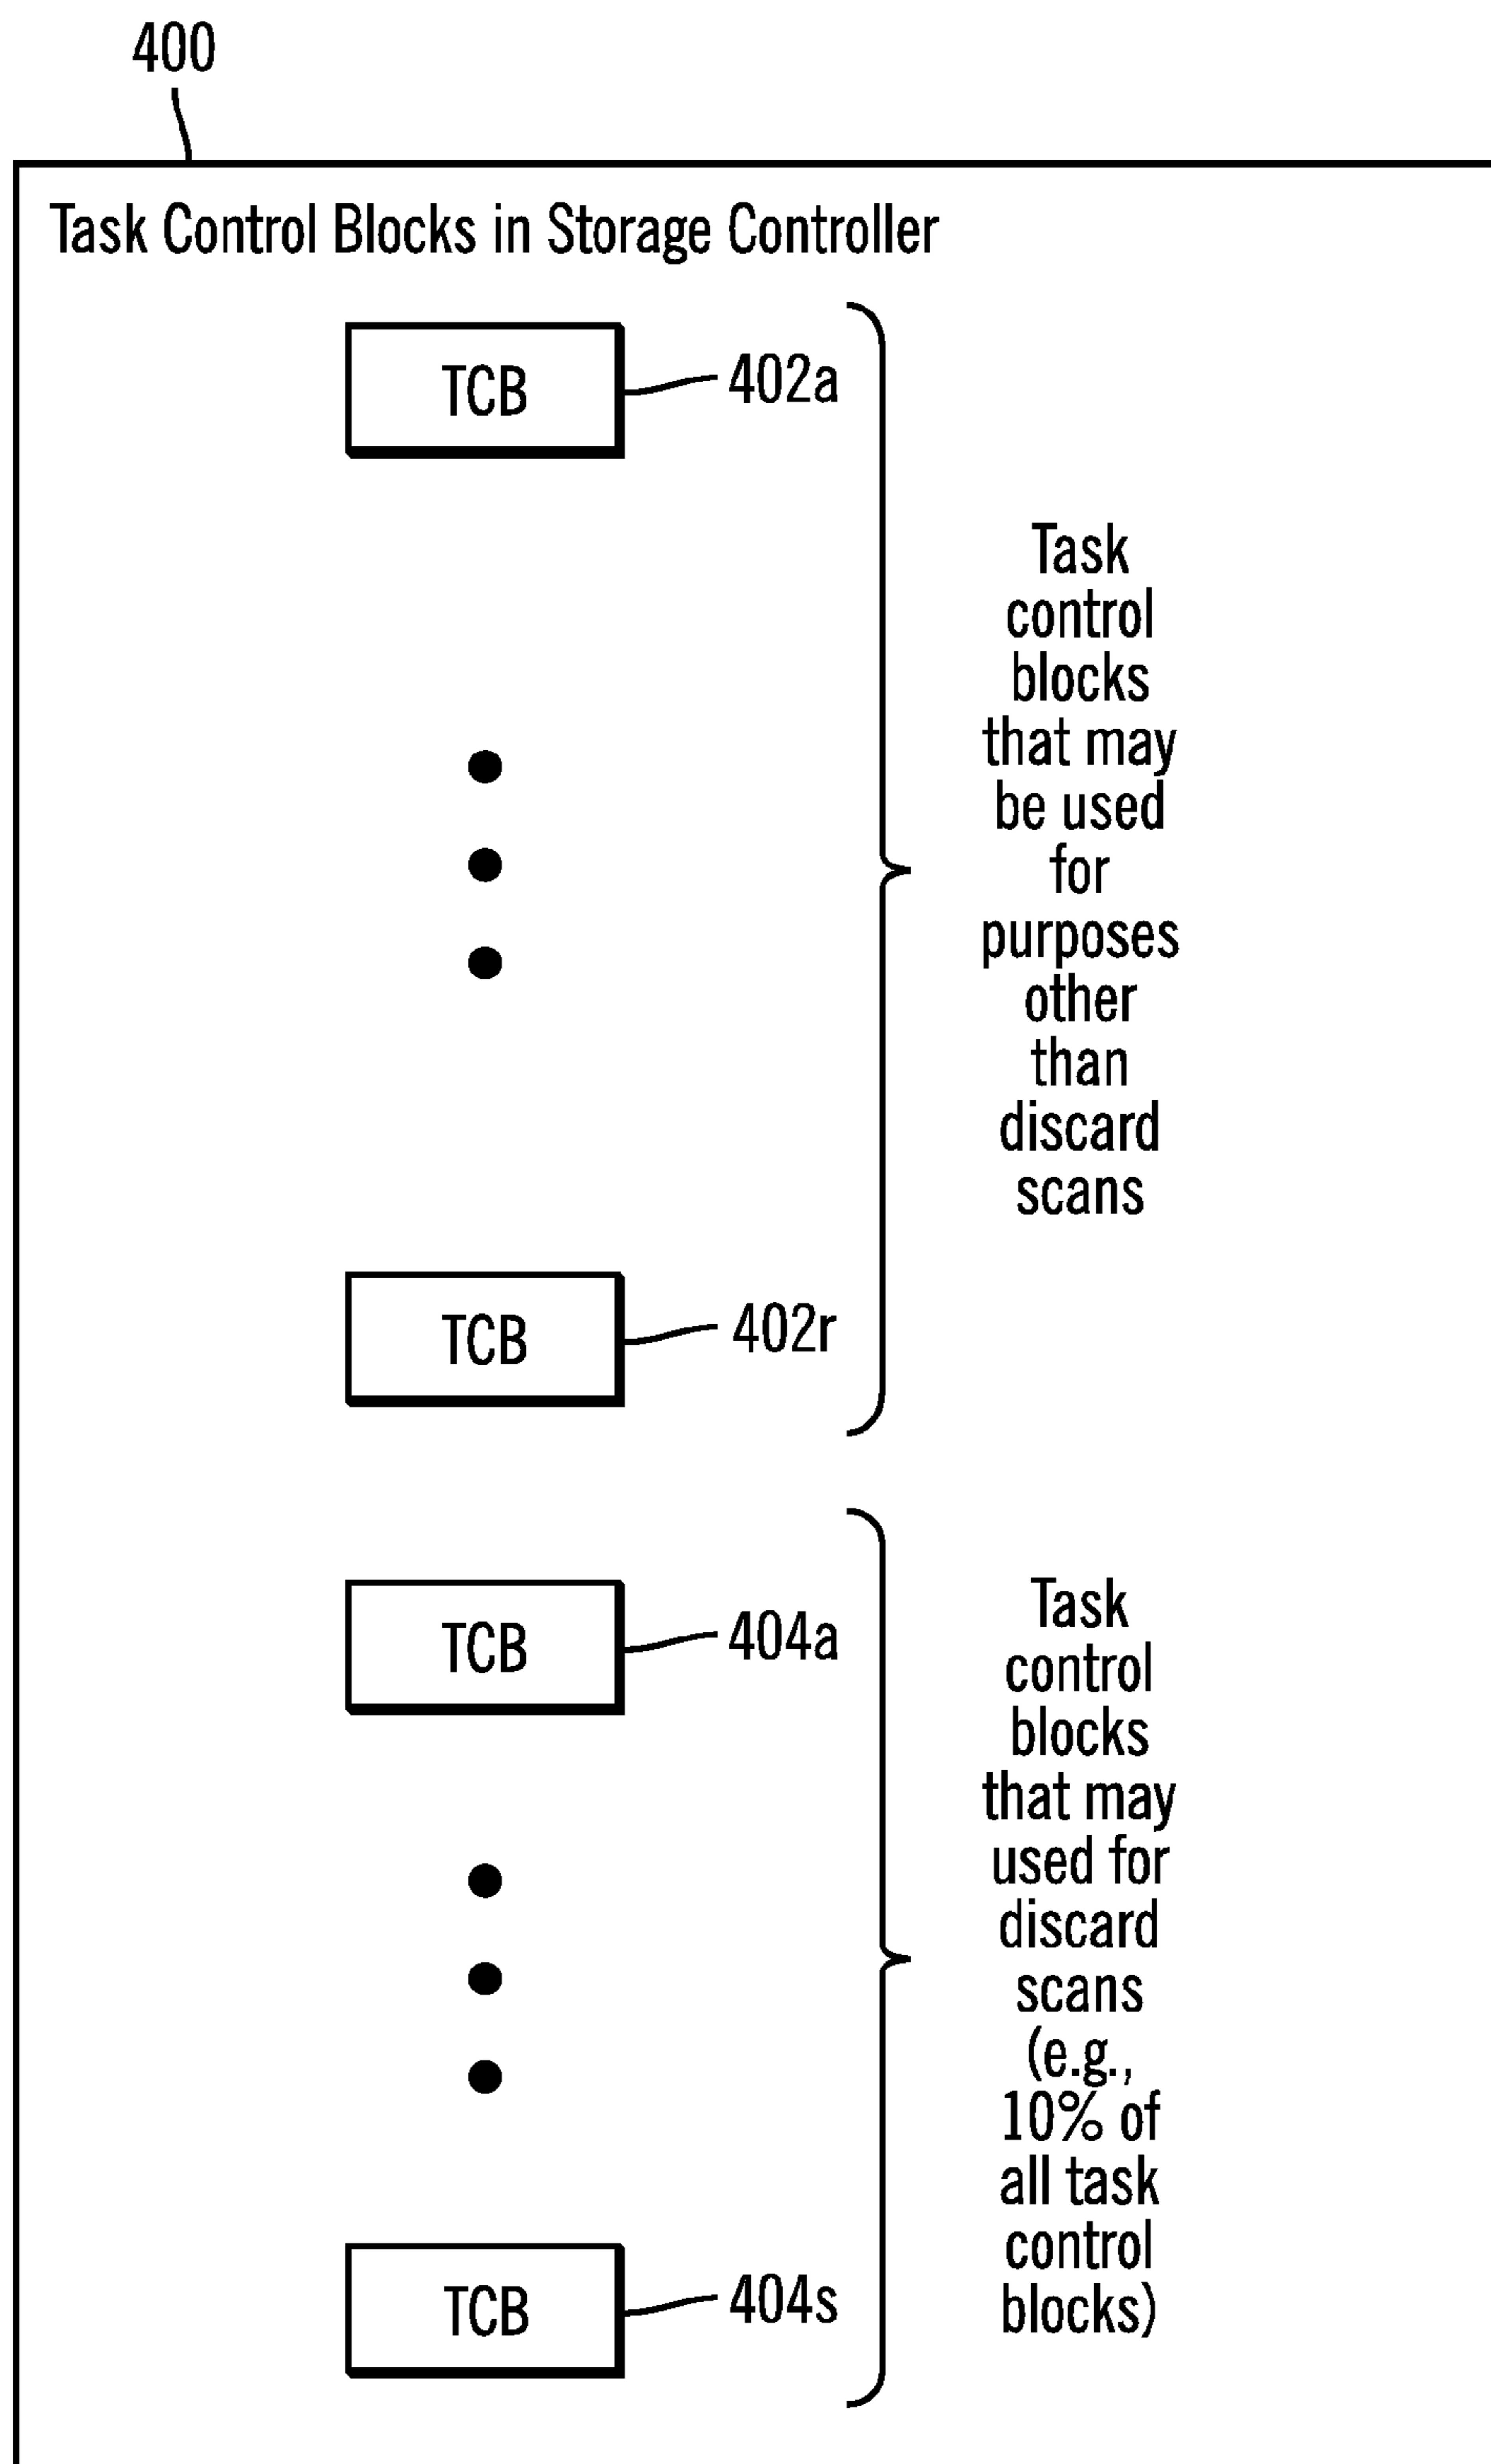 400
Task Control Blocks in Storage Controller
TCB
402a
Task
control
blocks
that may
be used
for
purposes
other
than
discard
scans
TCB
402r
TCB
404a
Task
control
blocks
that may
used for
discard
scans
(e.g.,
10% of
all task
control
blocks)
TCB
404s